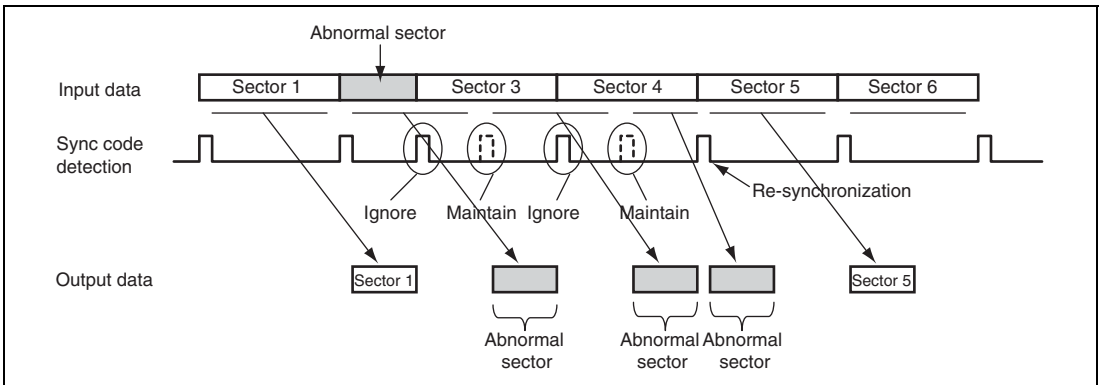 Abnormal sector
Input data
Sector 1
Sector 3
Sector 4
Sector 5
Sector 6
Sync code
detection
Ignore
Maintain
Ignore
Maintain
Re-synchronization
Output data
Sector 1
Sector 5
Abnormal
sector
Abnormal
sector
Abnormal
sector